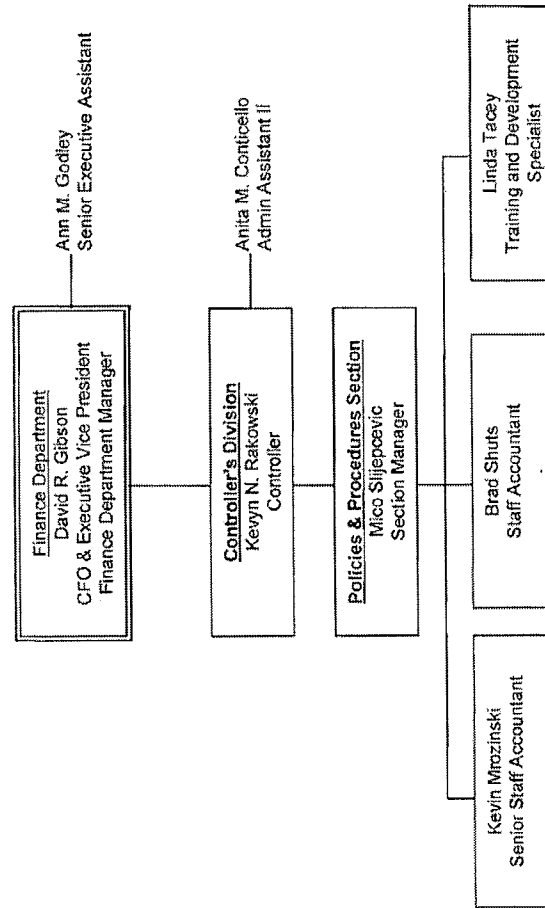 Finance Department
David R. Gibson
CFO & Executive Vice President
Finance Department Manager
Ann M. Godley
Senior Executive Assistant
Controller's Division
Kevyn N. Rakowski
Controller
Anita M. Conticello
Admin Assistant II
Policies & Procedures Section
Mico Slijepcevic
Section Manager
Kevin Mrozinski
Senior Staff Accountant
Brad Shuts
Staff Accountant
Linda Tacey
Training and Development
Specialist